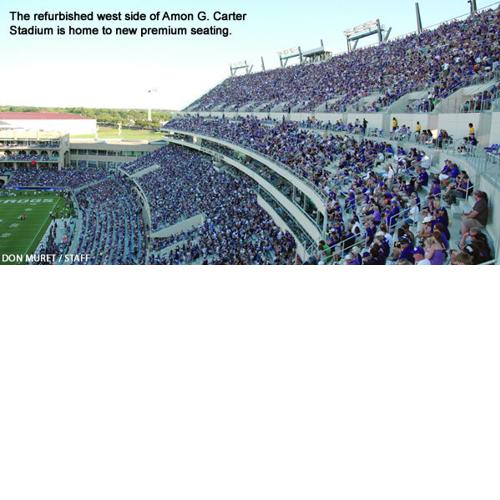 The refurbished west side of Amon G. Carter
Stadium is home to new premium seating.
DON MURET / STAFF